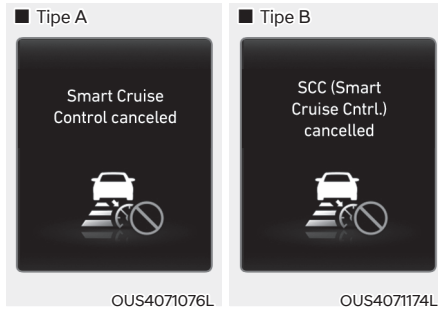 ■ Tipe A
Smart Cruise
Control canceled
OUS4071076L
■ Tipe B
SCC (Smart
Cruise Cntrl.)
cancelled
OUS4071174L